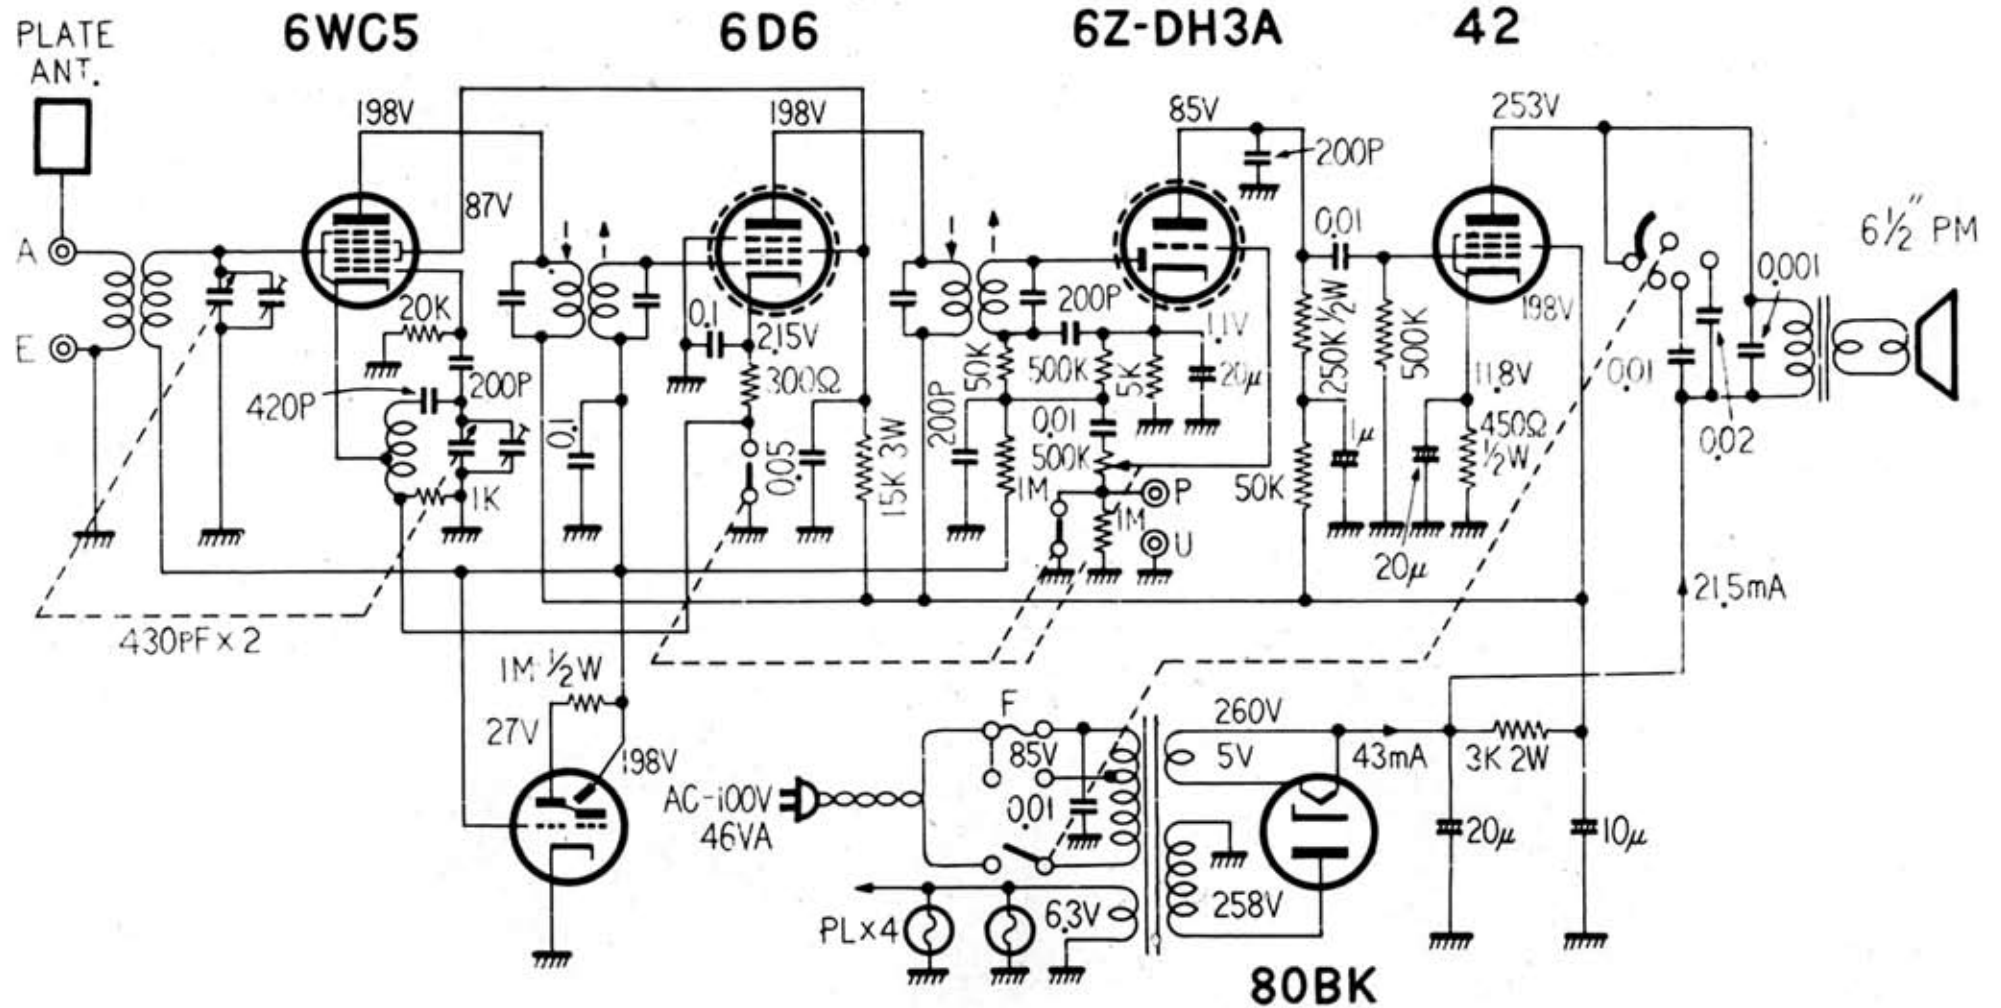 PLATE
ANT.
6WC5
6D6
6Z-DH3A
42
198V
198V
85V
253V
200P
87V
A
0.01
6½" PM
0.001
20K
0.1
200P
1.1V
198V
E
2.15V
50K
500K
5K
20μ
250K ½W
500K
0.01
420P
200P
300Ω
11.8V
0.1
0.05
15K 3W
200P
0.01
1μ
450Ω
½W
0.02
500K
1K
1M
P
50K
1M
U
20μ
21.5mA
430PF×2
1M ½W
F
260V
27V
85V
5V
43mA
3K 2W
198V
AC-100V
46VA
0.01
20μ
10μ
PL×4
6.3V
258V
80BK